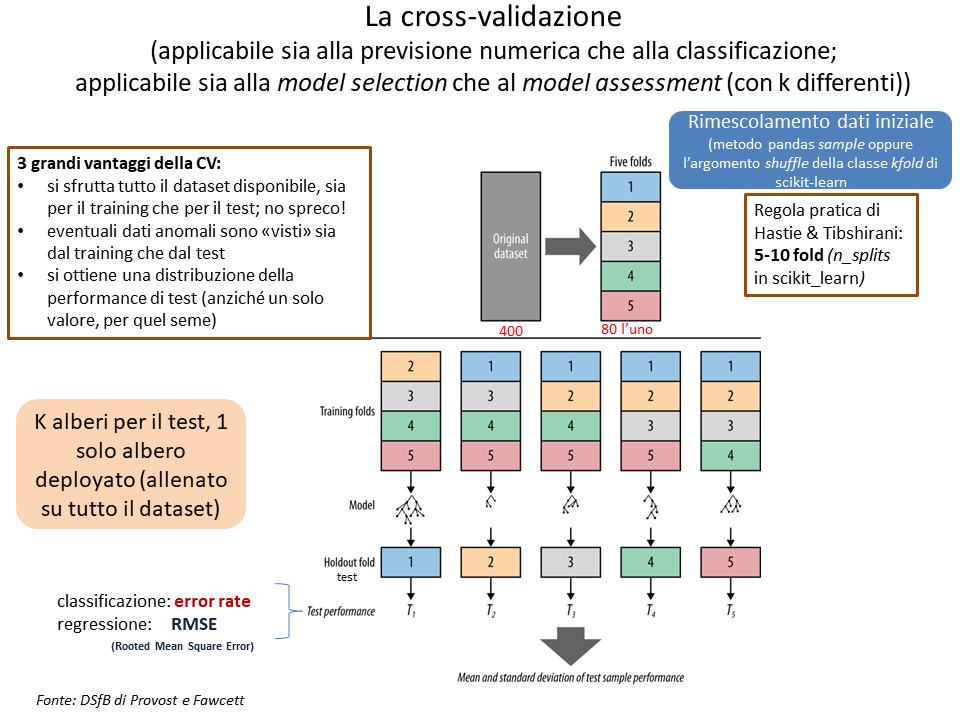 La cross-validazione
(applicabile sia alla previsione numerica che alla classificazione;
applicabile sia alla model selection che al model assessment (con k differenti))
Rimescolamento dati iniziale
(metodo pandas sample oppure
l'argomento shuffle della classe kfold di
scikit-learn
3 grandi vantaggi della CV:
• si sfrutta tutto il dataset disponibile, sia
per il training che per il test; no spreco!
• eventuali dati anomali sono «visti» sia
dal training che dal test
• si ottiene una distribuzione della
performance di test (anziché un solo
valore, per quel seme)
Five folds
Original
dataset
1
2
3
4
5
400
80 l'uno
Regola pratica di
Hastie & Tibshirani:
5-10 fold (n_splits
in scikit_learn)
Training folds
2 1 1 1 1
3 3 2 2 2
4 4 4 3 3
5 5 5 5 4
K alberi per il test, 1
solo albero
deployato (allenato
su tutto il dataset)
Model
Holdout fold
test
1 2 3 4 5
classificazione: error rate
regressione: RMSE
(Rooted Mean Square Error)
Test performance
T1 T2 T3 T4 T5
Mean and standard deviation of test sample performance
Fonte: DSfB di Provost e Fawcett